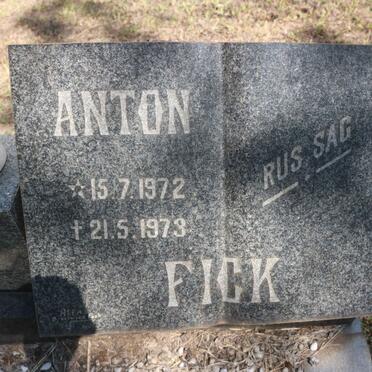 ANTON
☆ 15.7.1972
† 21.5.1973
RUS SAG
FICK